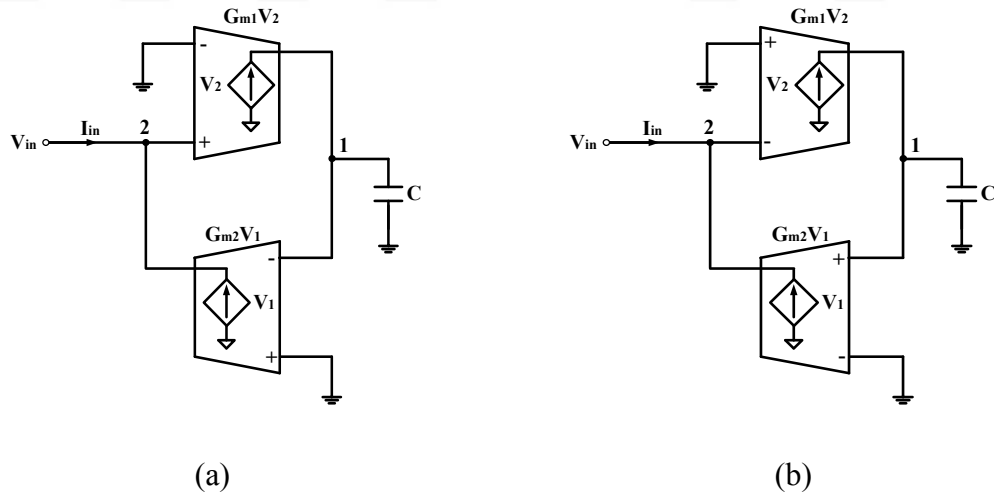 Gm1V2
-
V2
Vin
Iin
2
+
1
C
Gm2V1
-
V1
+
(a)
Gm1V2
+
V2
Vin
Iin
2
-
1
C
Gm2V1
+
V1
-
(b)